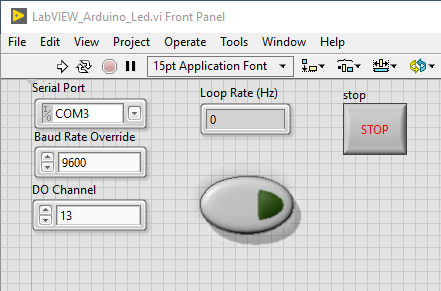 LabVIEW_Arduino_Led.vi Front Panel
File Edit View Project Operate Tools Window Help
15pt Application Font
Serial Port
COM3
Baud Rate Override
9600
DO Channel
13
Loop Rate (Hz)
0
stop
STOP